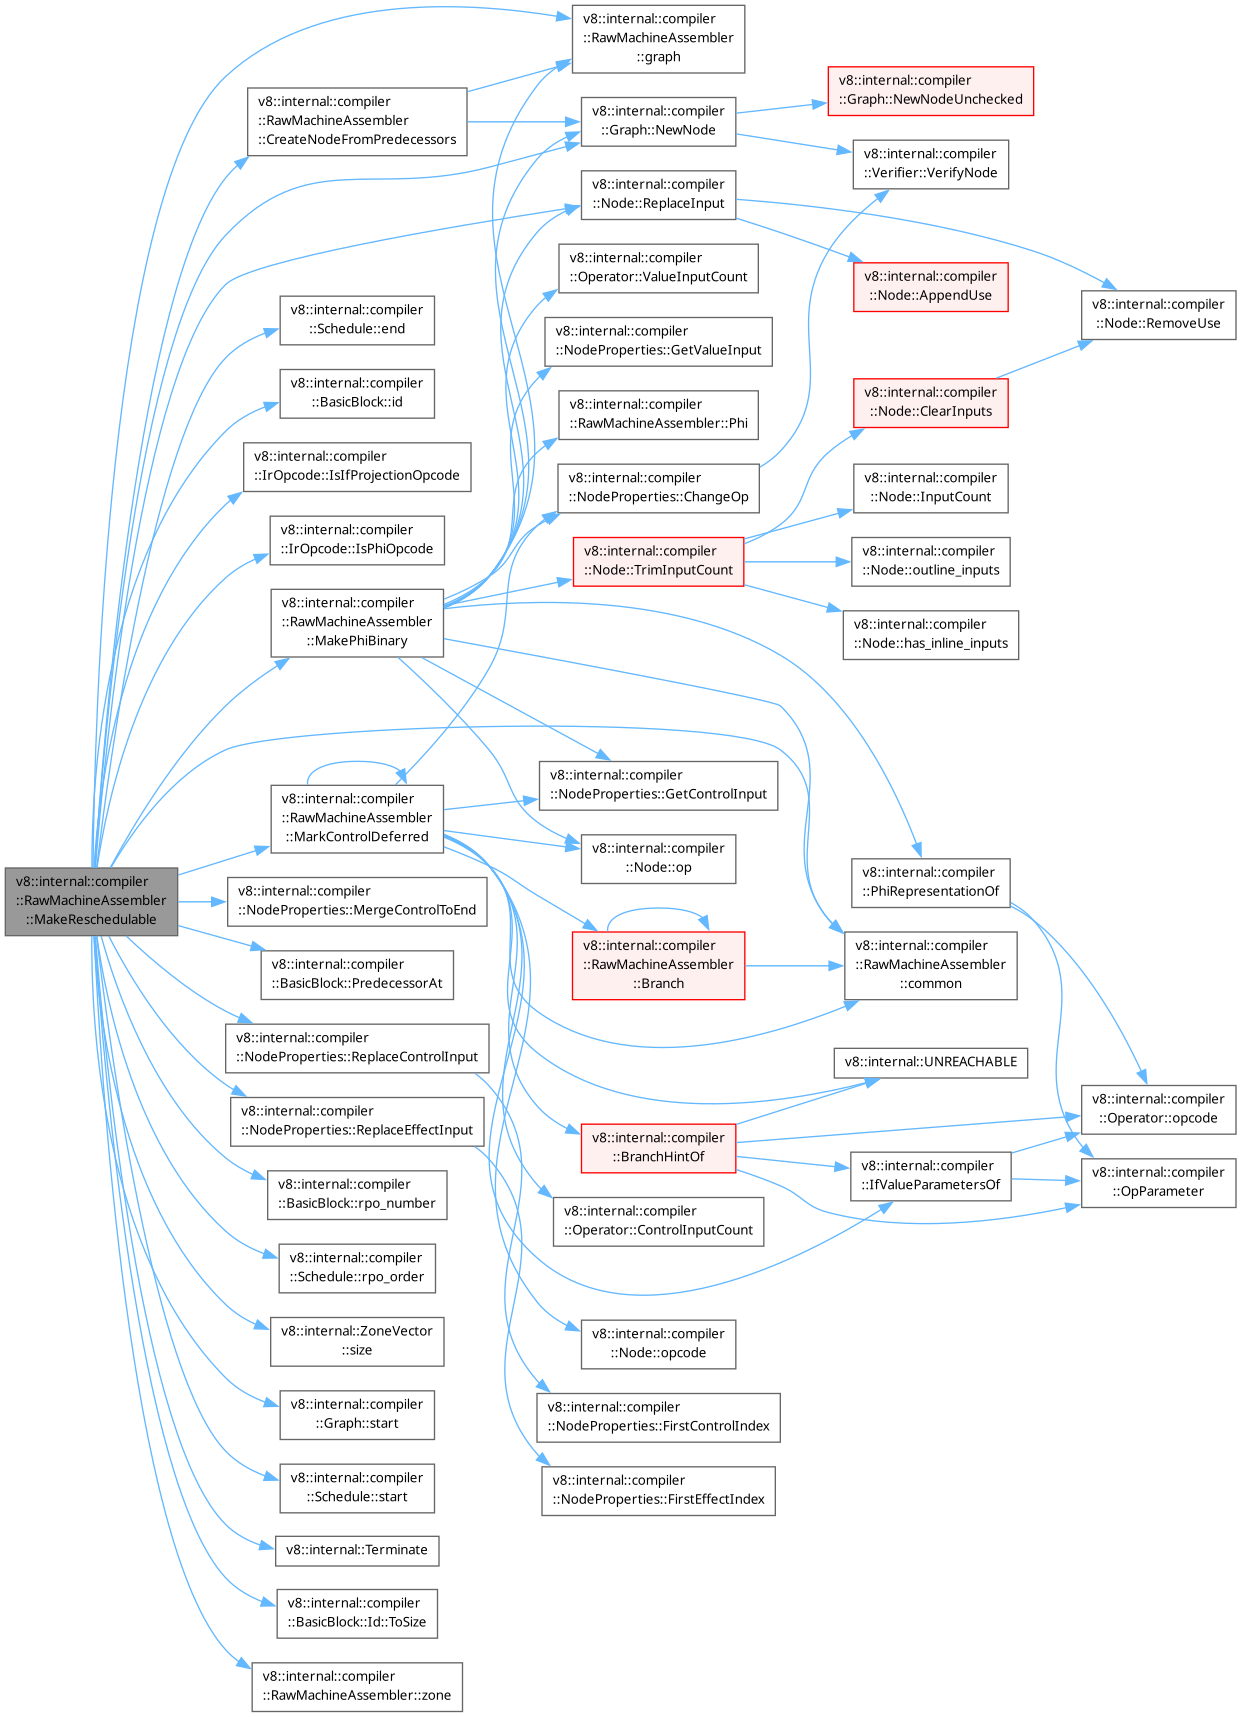 v8::internal::compiler
::RawMachineAssembler
::MakeReschedulable
v8::internal::compiler
::RawMachineAssembler
::CreateNodeFromPredecessors
v8::internal::compiler
::Schedule::end
v8::internal::compiler
::BasicBlock::id
v8::internal::compiler
::IrOpcode::IsIfProjectionOpcode
v8::internal::compiler
::IrOpcode::IsPhiOpcode
v8::internal::compiler
::RawMachineAssembler
::MakePhiBinary
v8::internal::compiler
::RawMachineAssembler
::MarkControlDeferred
v8::internal::compiler
::NodeProperties::MergeControlToEnd
v8::internal::compiler
::BasicBlock::PredecessorAt
v8::internal::compiler
::NodeProperties::ReplaceControlInput
v8::internal::compiler
::NodeProperties::ReplaceEffectInput
v8::internal::compiler
::BasicBlock::rpo_number
v8::internal::compiler
::Schedule::rpo_order
v8::internal::ZoneVector
::size
v8::internal::compiler
::Graph::start
v8::internal::compiler
::Schedule::start
v8::internal::Terminate
v8::internal::compiler
::BasicBlock::Id::ToSize
v8::internal::compiler
::RawMachineAssembler::zone
v8::internal::compiler
::RawMachineAssembler
::graph
v8::internal::compiler
::Graph::NewNode
v8::internal::compiler
::Node::ReplaceInput
v8::internal::compiler
::Operator::ValueInputCount
v8::internal::compiler
::NodeProperties::GetValueInput
v8::internal::compiler
::RawMachineAssembler::Phi
v8::internal::compiler
::NodeProperties::ChangeOp
v8::internal::compiler
::Node::TrimInputCount
v8::internal::compiler
::NodeProperties::GetControlInput
v8::internal::compiler
::Node::op
v8::internal::compiler
::RawMachineAssembler
::Branch
v8::internal::compiler
::BranchHintOf
v8::internal::compiler
::Operator::ControlInputCount
v8::internal::compiler
::Node::opcode
v8::internal::compiler
::NodeProperties::FirstControlIndex
v8::internal::compiler
::NodeProperties::FirstEffectIndex
v8::internal::compiler
::Graph::NewNodeUnchecked
v8::internal::compiler
::Verifier::VerifyNode
v8::internal::compiler
::Node::AppendUse
v8::internal::compiler
::Node::ClearInputs
v8::internal::compiler
::Node::InputCount
v8::internal::compiler
::Node::outline_inputs
v8::internal::compiler
::Node::has_inline_inputs
v8::internal::compiler
::PhiRepresentationOf
v8::internal::compiler
::RawMachineAssembler
::common
v8::internal::UNREACHABLE
v8::internal::compiler
::IfValueParametersOf
v8::internal::compiler
::Node::RemoveUse
v8::internal::compiler
::Operator::opcode
v8::internal::compiler
::OpParameter